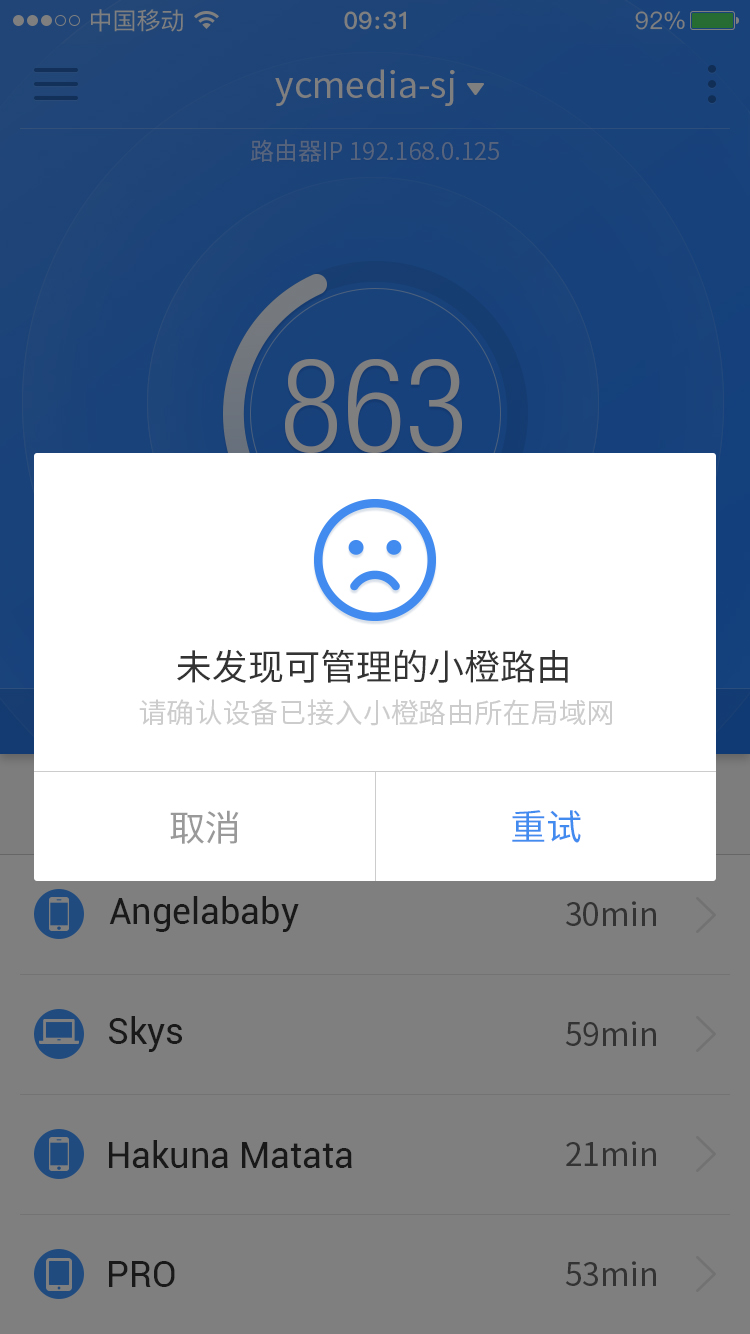 中国移动 09:31 92%
ycmedia-sj
路由器IP 192.168.0.125
863
未发现可管理的小橙路由
请确认设备已接入小橙路由所在局域网
取消 重试
Angelababy 30min
Skys 59min
Hakuna Matata 21min
PRO 53min